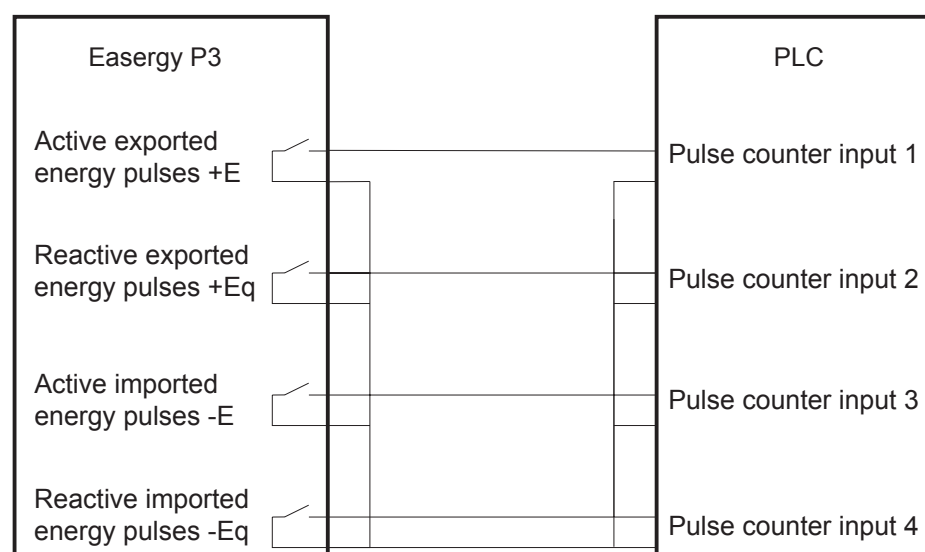 Easergy P3
PLC
Active exported
energy pulses +E
Pulse counter input 1
Reactive exported
energy pulses +Eq
Pulse counter input 2
Active imported
energy pulses -E
Pulse counter input 3
Reactive imported
energy pulses -Eq
Pulse counter input 4